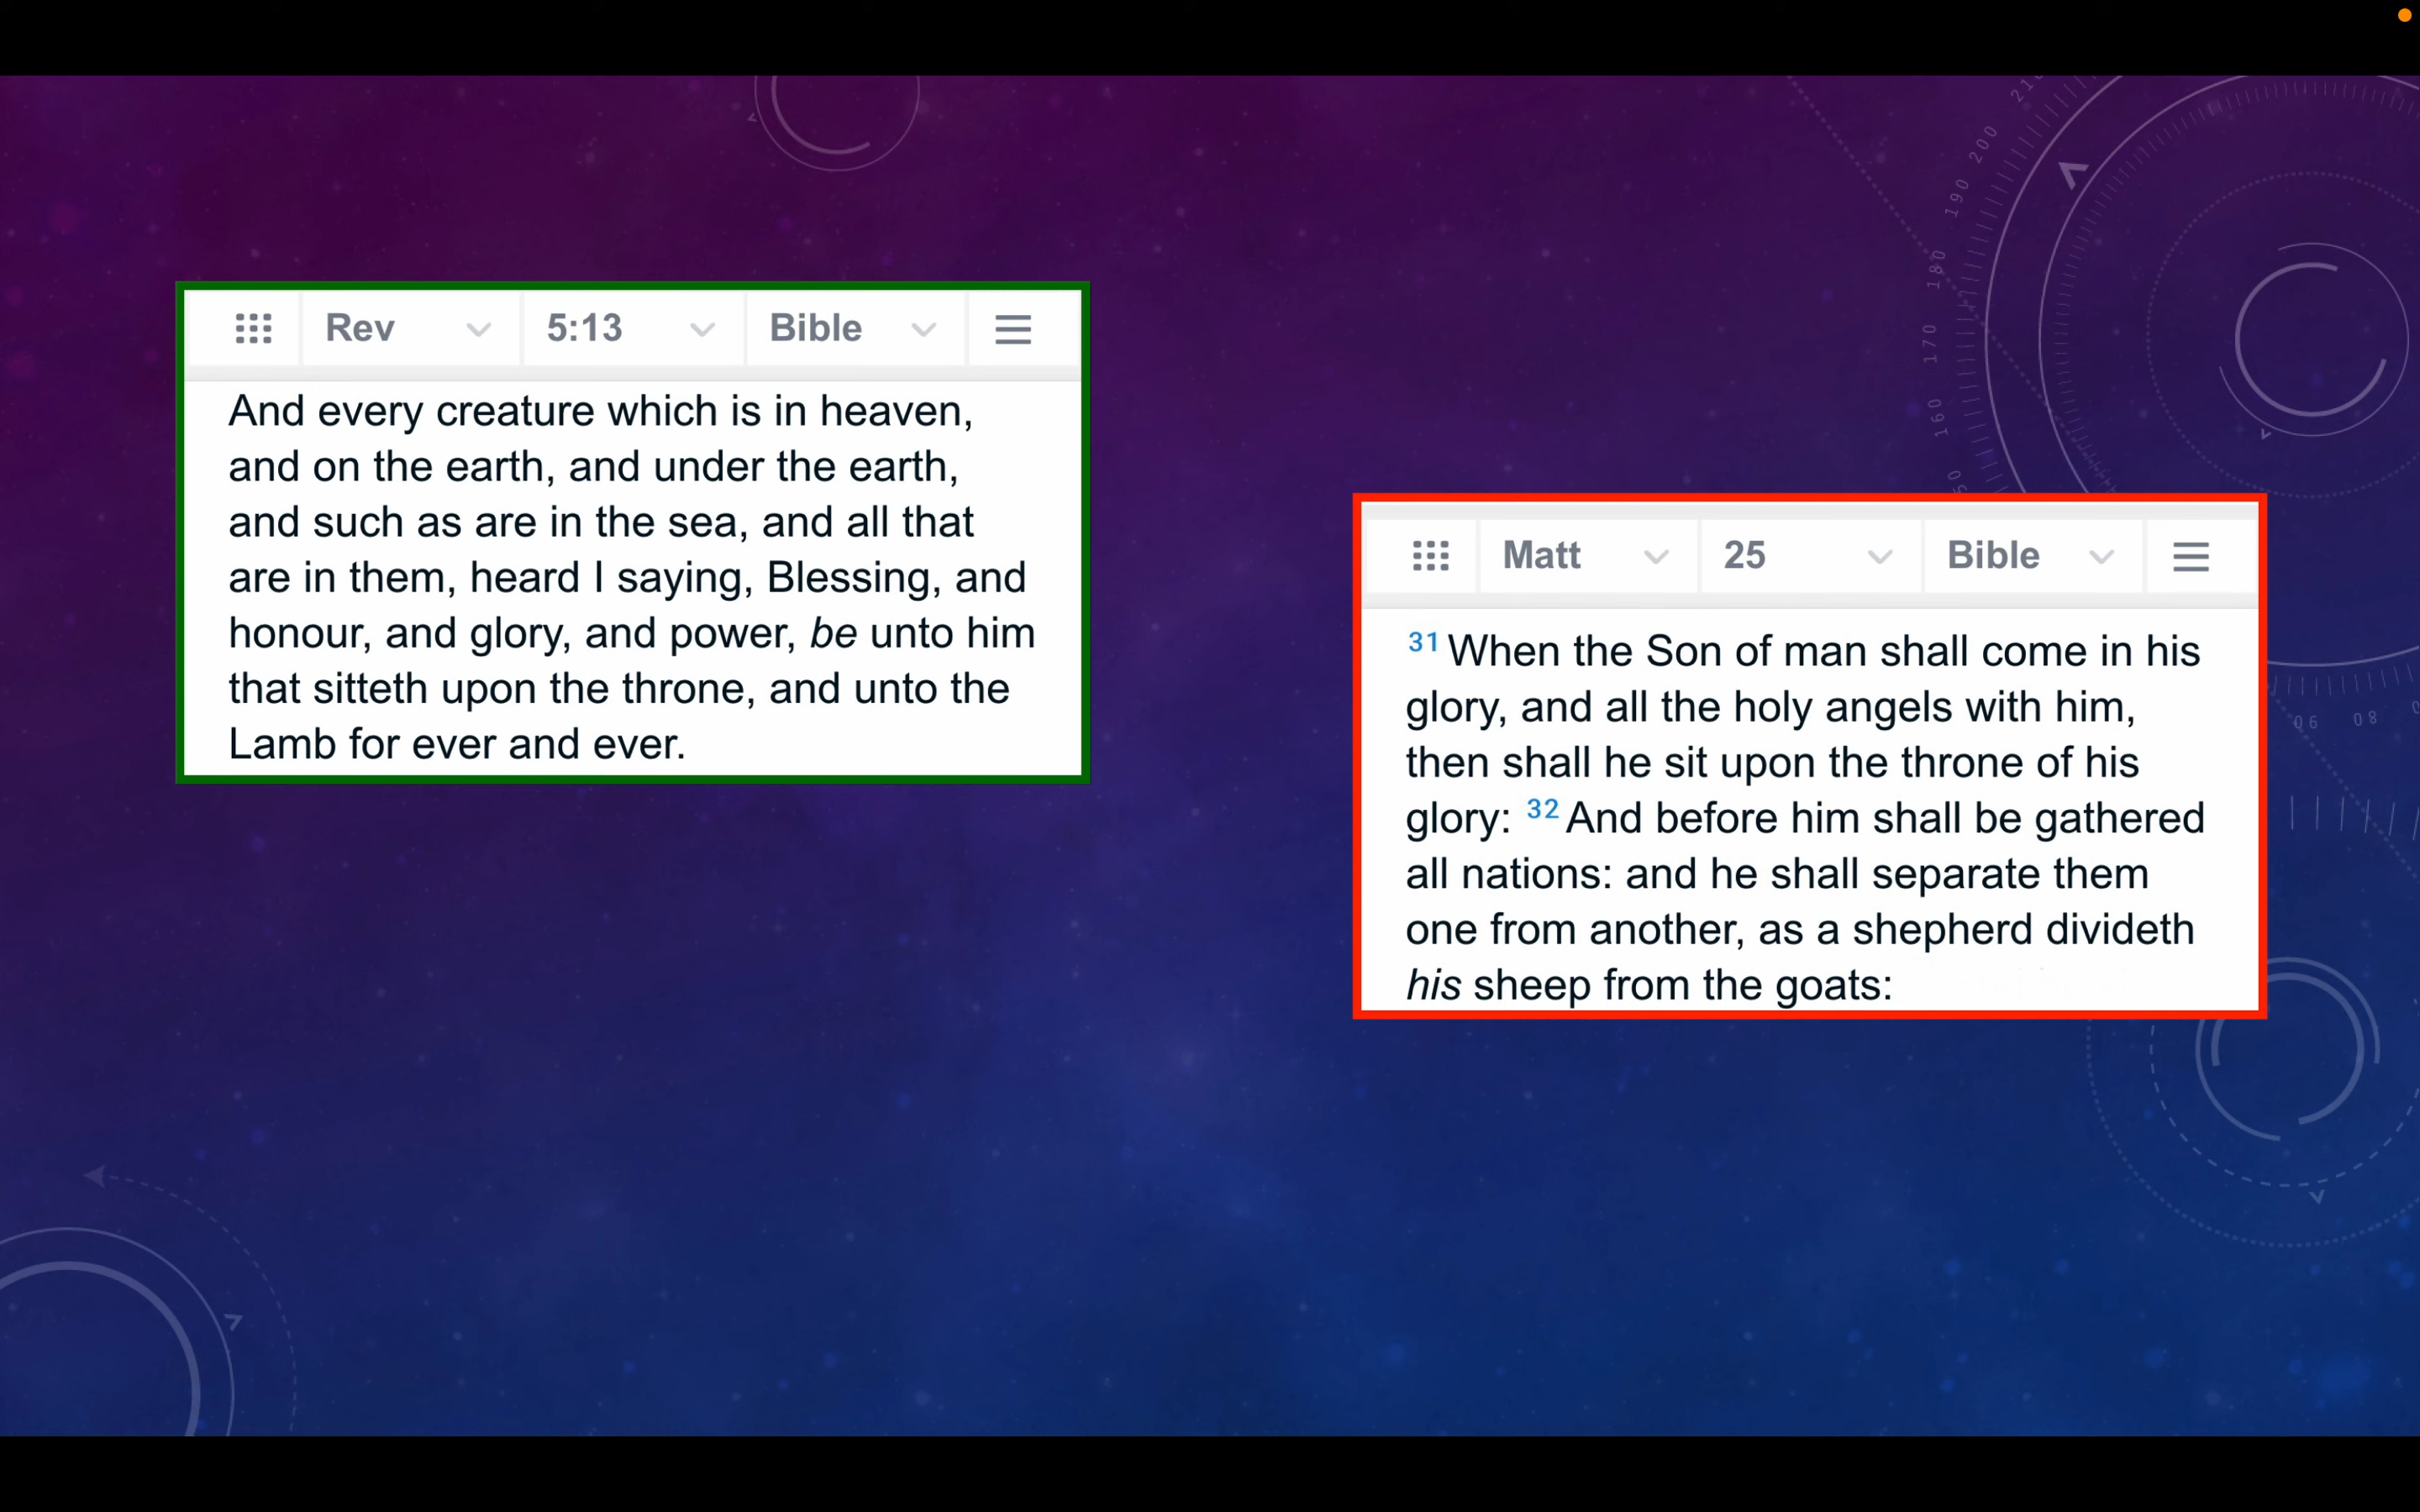 Rev 5:13 Bible
And every creature which is in heaven,
and on the earth, and under the earth,
and such as are in the sea, and all that
are in them, heard I saying, Blessing, and
honour, and glory, and power, be unto him
that sitteth upon the throne, and unto the
Lamb for ever and ever.
Matt 25 Bible
31 When the Son of man shall come in his
glory, and all the holy angels with him,
then shall he sit upon the throne of his
glory: 32 And before him shall be gathered
all nations: and he shall separate them
one from another, as a shepherd divideth
his sheep from the goats:
200
190
180
170
160